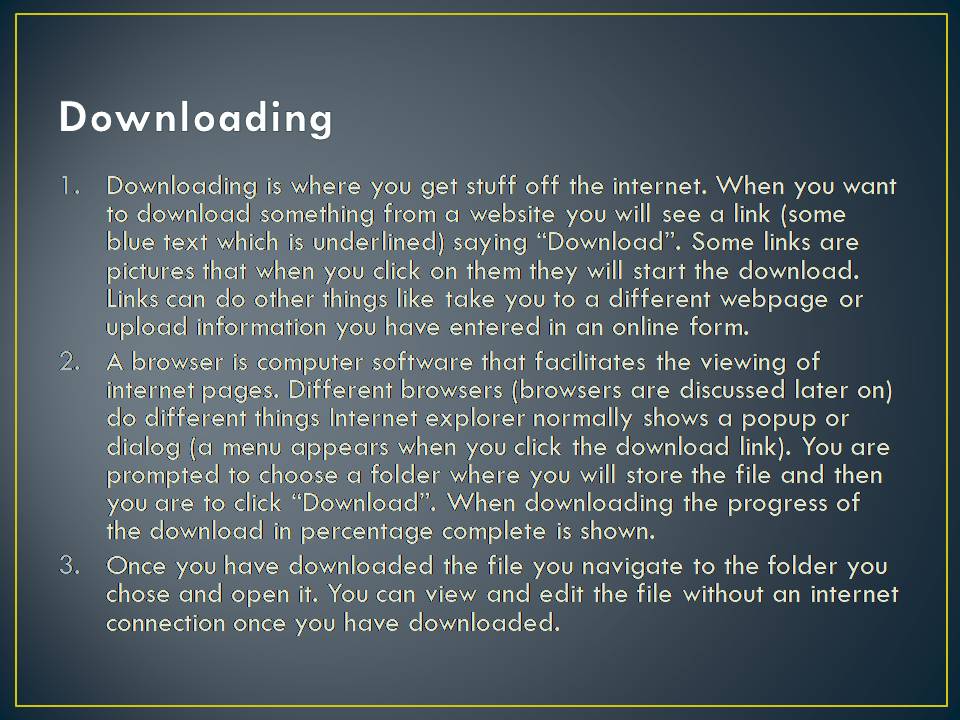 Downloading
1. Downloading is where you get stuff off the internet. When you want
to download something from a website you will see a link (some
blue text which is underlined) saying “Download”. Some links are
pictures that when you click on them they will start the download.
Links can do other things like take you to a different webpage or
upload information you have entered in an online form.
2. A browser is computer software that facilitates the viewing of
internet pages. Different browsers (browsers are discussed later on)
do different things Internet explorer normally shows a popup or
dialog (a menu appears when you click the download link). You are
prompted to choose a folder where you will store the file and then
you are to click “Download”. When downloading the progress of
the download in percentage complete is shown.
3. Once you have downloaded the file you navigate to the folder you
chose and open it. You can view and edit the file without an internet
connection once you have downloaded.